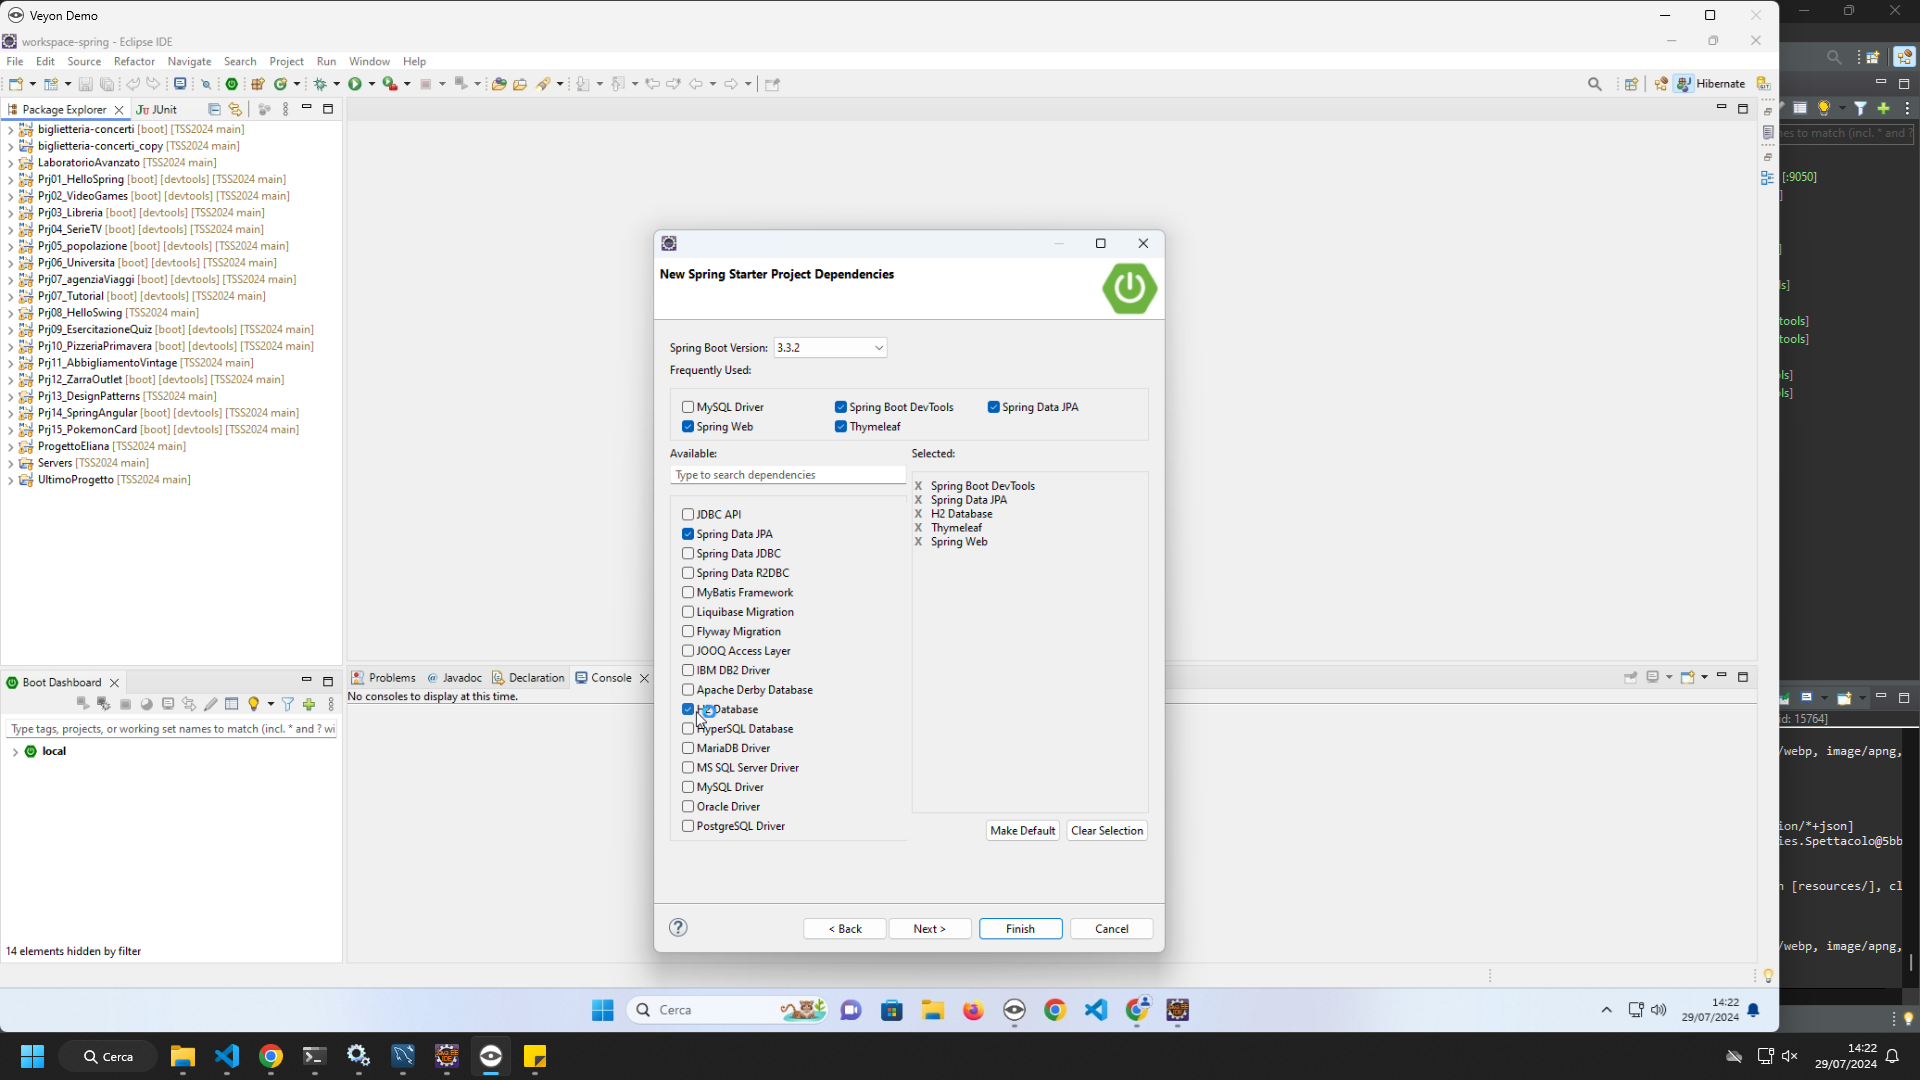 Veyon Demo
workspace-spring - Eclipse IDE
File Edit Source Refactor Navigate Search Project Run Window Help
Hibernate
Package Explorer JUnit
biglietteria-concerti [boot] [TSS2024 main]
biglietteria-concerti_copy [TSS2024 main]
LaboratorioAvanzato [TSS2024 main]
Prj01_HelloSpring [boot] [devtools] [TSS2024 main]
Prj02_VideoGames [boot] [devtools] [TSS2024 main]
Prj03_Libreria [boot] [devtools] [TSS2024 main]
Prj04_SerieTV [boot] [devtools] [TSS2024 main]
Prj05_popolazione [boot] [devtools] [TSS2024 main]
Prj06_Universita [boot] [devtools] [TSS2024 main]
Prj07_agenziaViaggi [boot] [devtools] [TSS2024 main]
Prj07_Tutorial [boot] [devtools] [TSS2024 main]
Prj08_HelloSwing [TSS2024 main]
Prj09_EsercitazioneQuiz [boot] [devtools] [TSS2024 main]
Prj10_PizzeriaPrimavera [boot] [devtools] [TSS2024 main]
Prj11_AbbigliamentoVintage [TSS2024 main]
Prj12_ZarraOutlet [boot] [devtools] [TSS2024 main]
Prj13_DesignPatterns [TSS2024 main]
Prj14_SpringAngular [boot] [devtools] [TSS2024 main]
Prj15_PokemonCard [boot] [devtools] [TSS2024 main]
ProgettoEliana [TSS2024 main]
Servers [TSS2024 main]
UltimoProgetto [TSS2024 main]
Boot Dashboard
Type tags, projects, or working set names to match (incl. * and ? wi
local
14 elements hidden by filter
Problems Javadoc Declaration Console
No consoles to display at this time.
New Spring Starter Project Dependencies
Spring Boot Version: 3.3.2
Frequently Used:
MySQL Driver Spring Boot DevTools Spring Data JPA
Spring Web Thymeleaf
Available: Selected:
Type to search dependencies
JDBC API
Spring Data JPA
Spring Data JDBC
Spring Data R2DBC
MyBatis Framework
Liquibase Migration
Flyway Migration
JOOQ Access Layer
IBM DB2 Driver
Apache Derby Database
H2 Database
HyperSQL Database
MariaDB Driver
MS SQL Server Driver
MySQL Driver
Oracle Driver
PostgreSQL Driver
X Spring Boot DevTools
X Spring Data JPA
X H2 Database
X Thymeleaf
X Spring Web
Make Default Clear Selection
< Back Next > Finish Cancel
es to match (incl. * and ?
[:9050]
]
]
s]
tools]
tools]
ls]
ls]
id: 15764]
/webp, image/apng,
ion/*+json]
ies.Spettacolo@5bb
n [resources/], cl
/webp, image/apng,
Cerca
14:22
29/07/2024
Cerca
14:22
29/07/2024